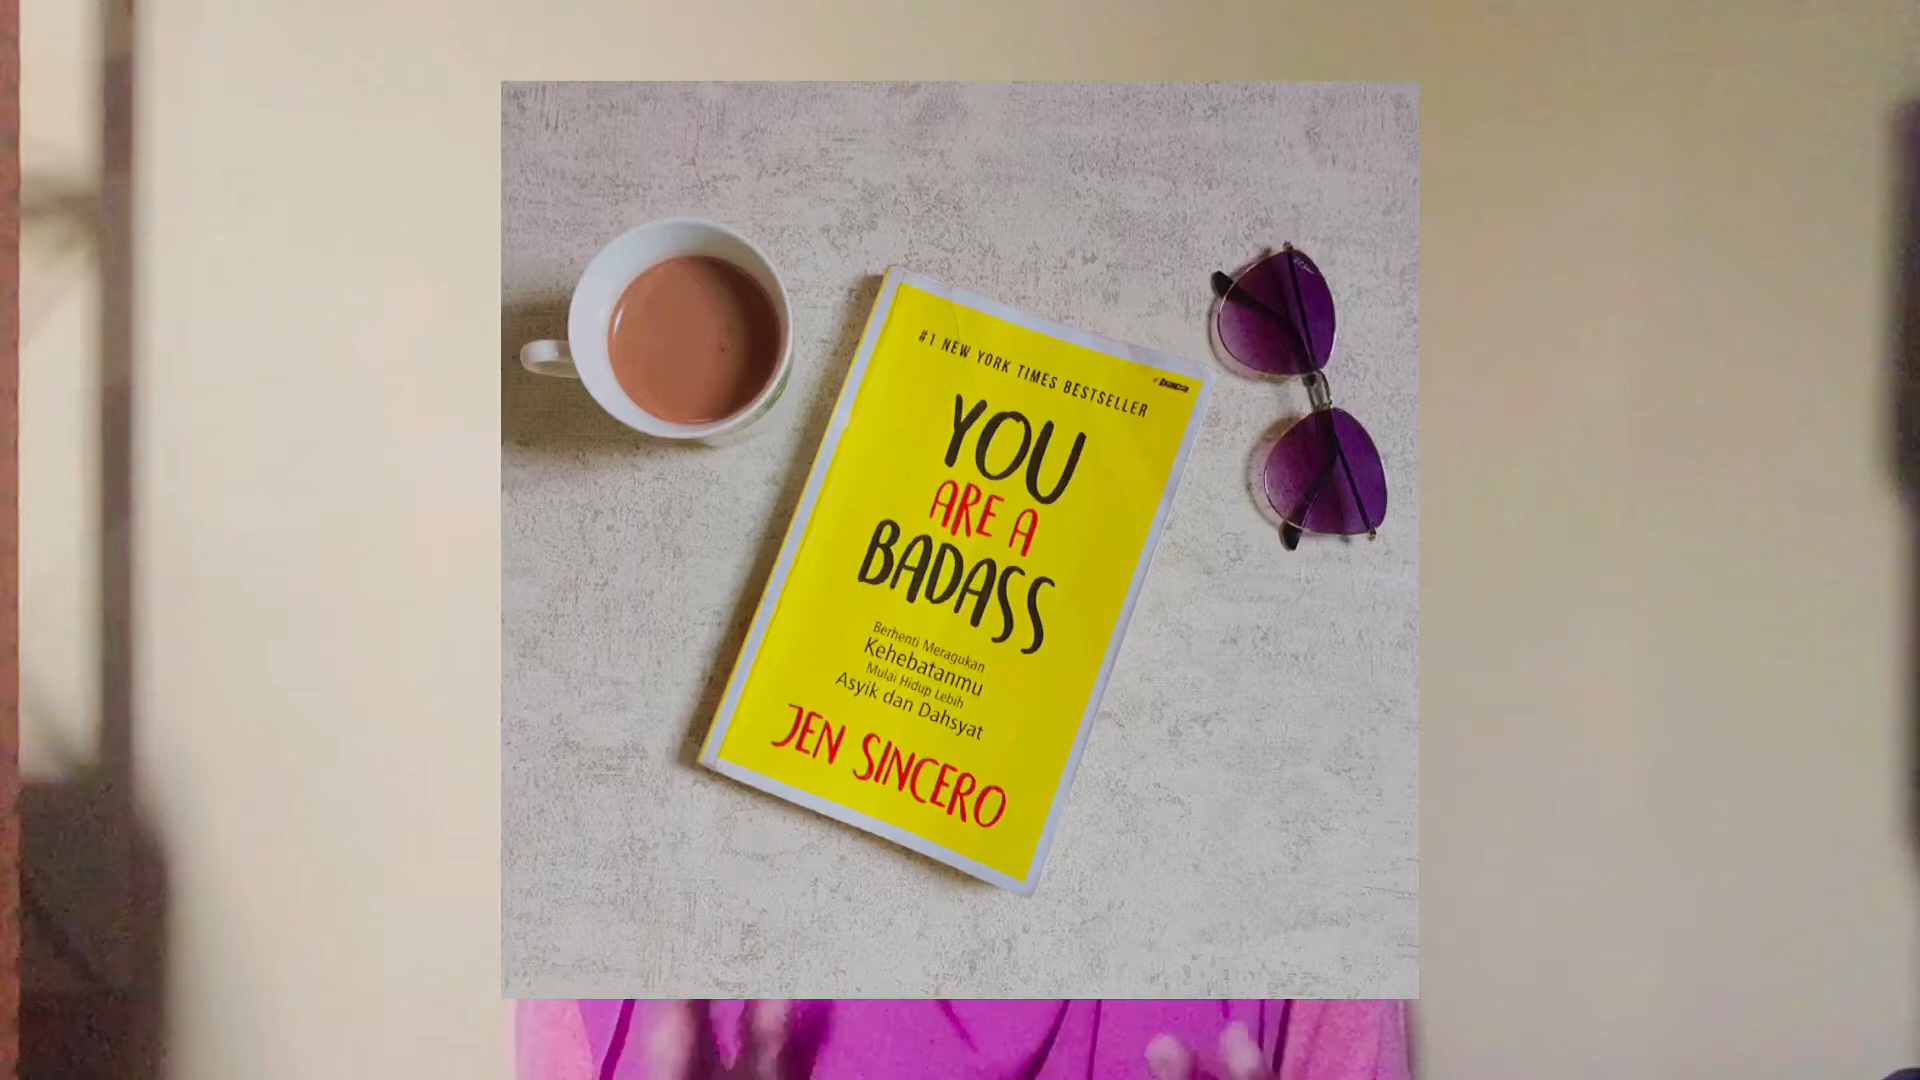 #1 NEW YORK TIMES BESTSELLER
baca
YOU
ARE A
BADASS
Berhenti Meragukan
Kehebatanmu
Mulai Hidup Lebih
Asyik dan Dahsyat
JEN SINCERO